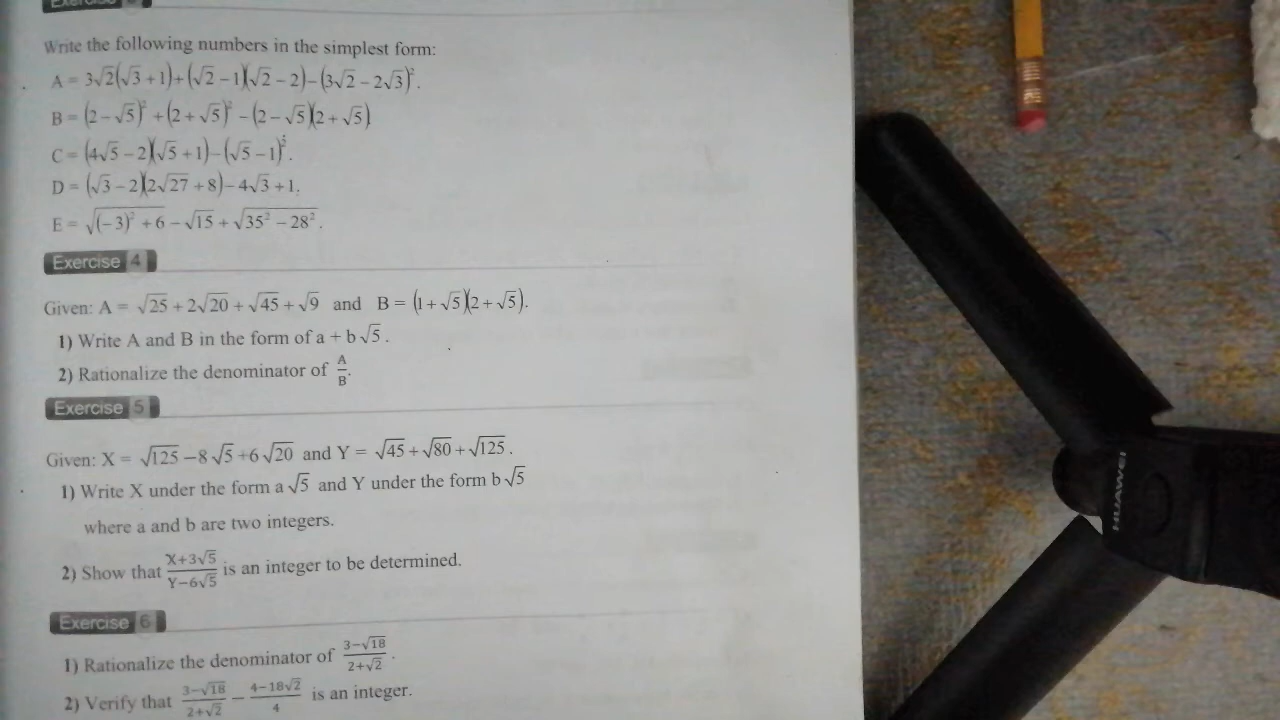 Write the following numbers in the simplest form:
A = 3√2(√3 + 1) + (√2 − 1)(√2 − 2) − (3√2 − 2√3)².
B = (2 − √5)² + (2 + √5)² − (2 − √5)(2 + √5)
C = (4√5 − 2)(√5 + 1) − (√5 − 1)².
D = (√3 − 2)(2√27 + 8) − 4√3 + 1.
E = √((−3)² + 6) − √15 + √(35² − 28²).
Exercise 4
Given: A = √25 + 2√20 + √45 + √9 and B = (1 + √5)(2 + √5).
1) Write A and B in the form of a + b√5.
2) Rationalize the denominator of A/B.
Exercise 5
Given: X = √125 − 8√5 + 6√20 and Y = √45 + √80 + √125.
1) Write X under the form a√5 and Y under the form b√5
where a and b are two integers.
2) Show that (X+3√5)/(Y−6√5) is an integer to be determined.
Exercise 6
1) Rationalize the denominator of (3−√18)/(2+√2).
2) Verify that (3−√18)/(2+√2) − (4−18√2)/4 is an integer.
HUAWEI